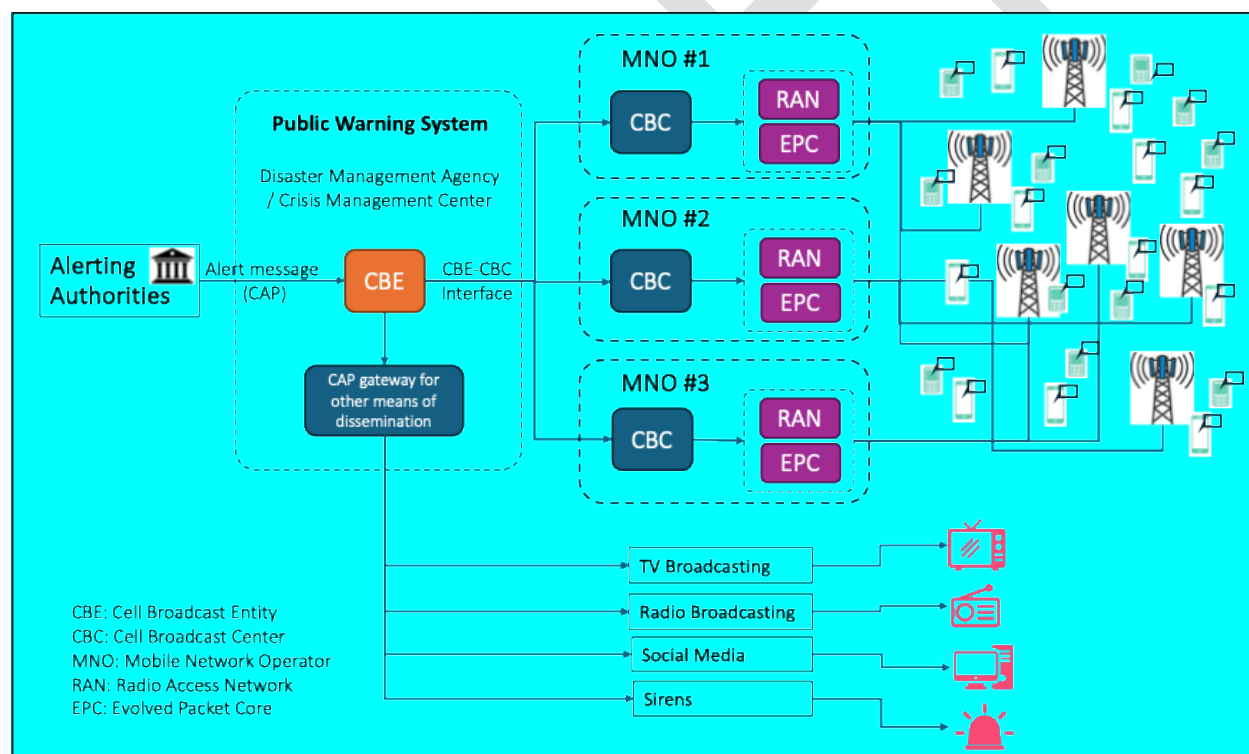 Public Warning System
Disaster Management Agency
/ Crisis Management Center
Alerting
Authorities
Alert message
(CAP)
CBE
CBE-CBC
Interface
CAP gateway for
other means of
dissemination
MNO #1
CBC
RAN
EPC
MNO #2
CBC
RAN
EPC
MNO #3
CBC
RAN
EPC
TV Broadcasting
Radio Broadcasting
Social Media
Sirens
CBE: Cell Broadcast Entity
CBC: Cell Broadcast Center
MNO: Mobile Network Operator
RAN: Radio Access Network
EPC: Evolved Packet Core